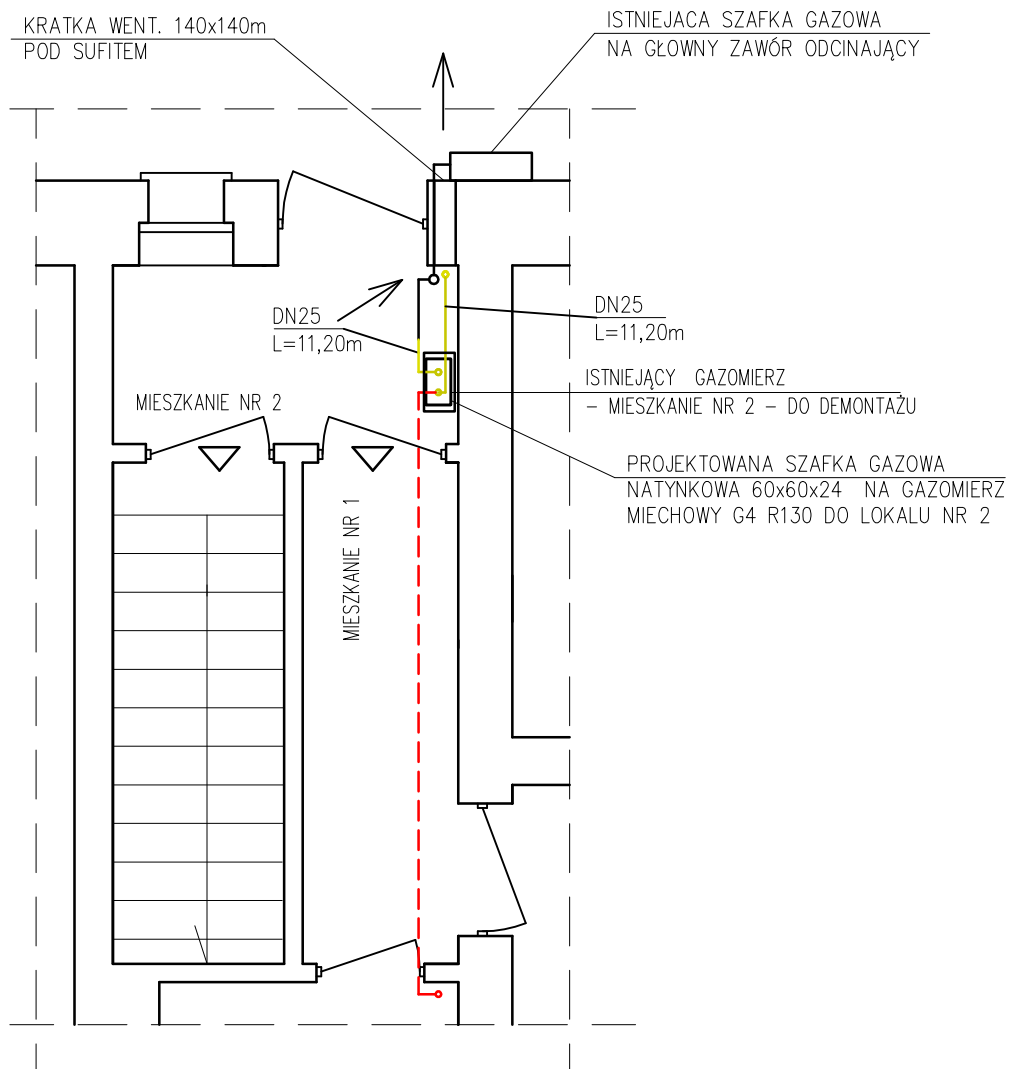 KRATKA WENT. 140x140m
POD SUFITEM
ISTNIEJACA SZAFKA GAZOWA
NA GŁOWNY ZAWÓR ODCINAJĄCY
DN25
L=11,20m
DN25
L=11,20m
ISTNIEJĄCY GAZOMIERZ
– MIESZKANIE NR 2 – DO DEMONTAŻU
MIESZKANIE NR 2
PROJEKTOWANA SZAFKA GAZOWA
NATYNKOWA 60x60x24 NA GAZOMIERZ
MIECHOWY G4 R130 DO LOKALU NR 2
MIESZKANIE NR 1